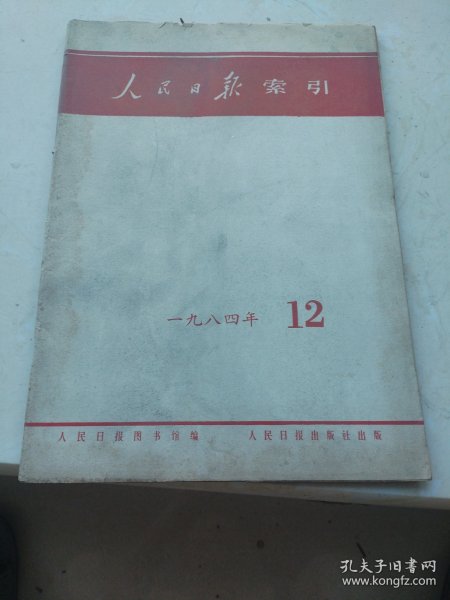 人民日报 索引
一九八四年 12
人民日报图书馆编 人民日报出版社出版
孔夫子旧书网
www.kongfz.com